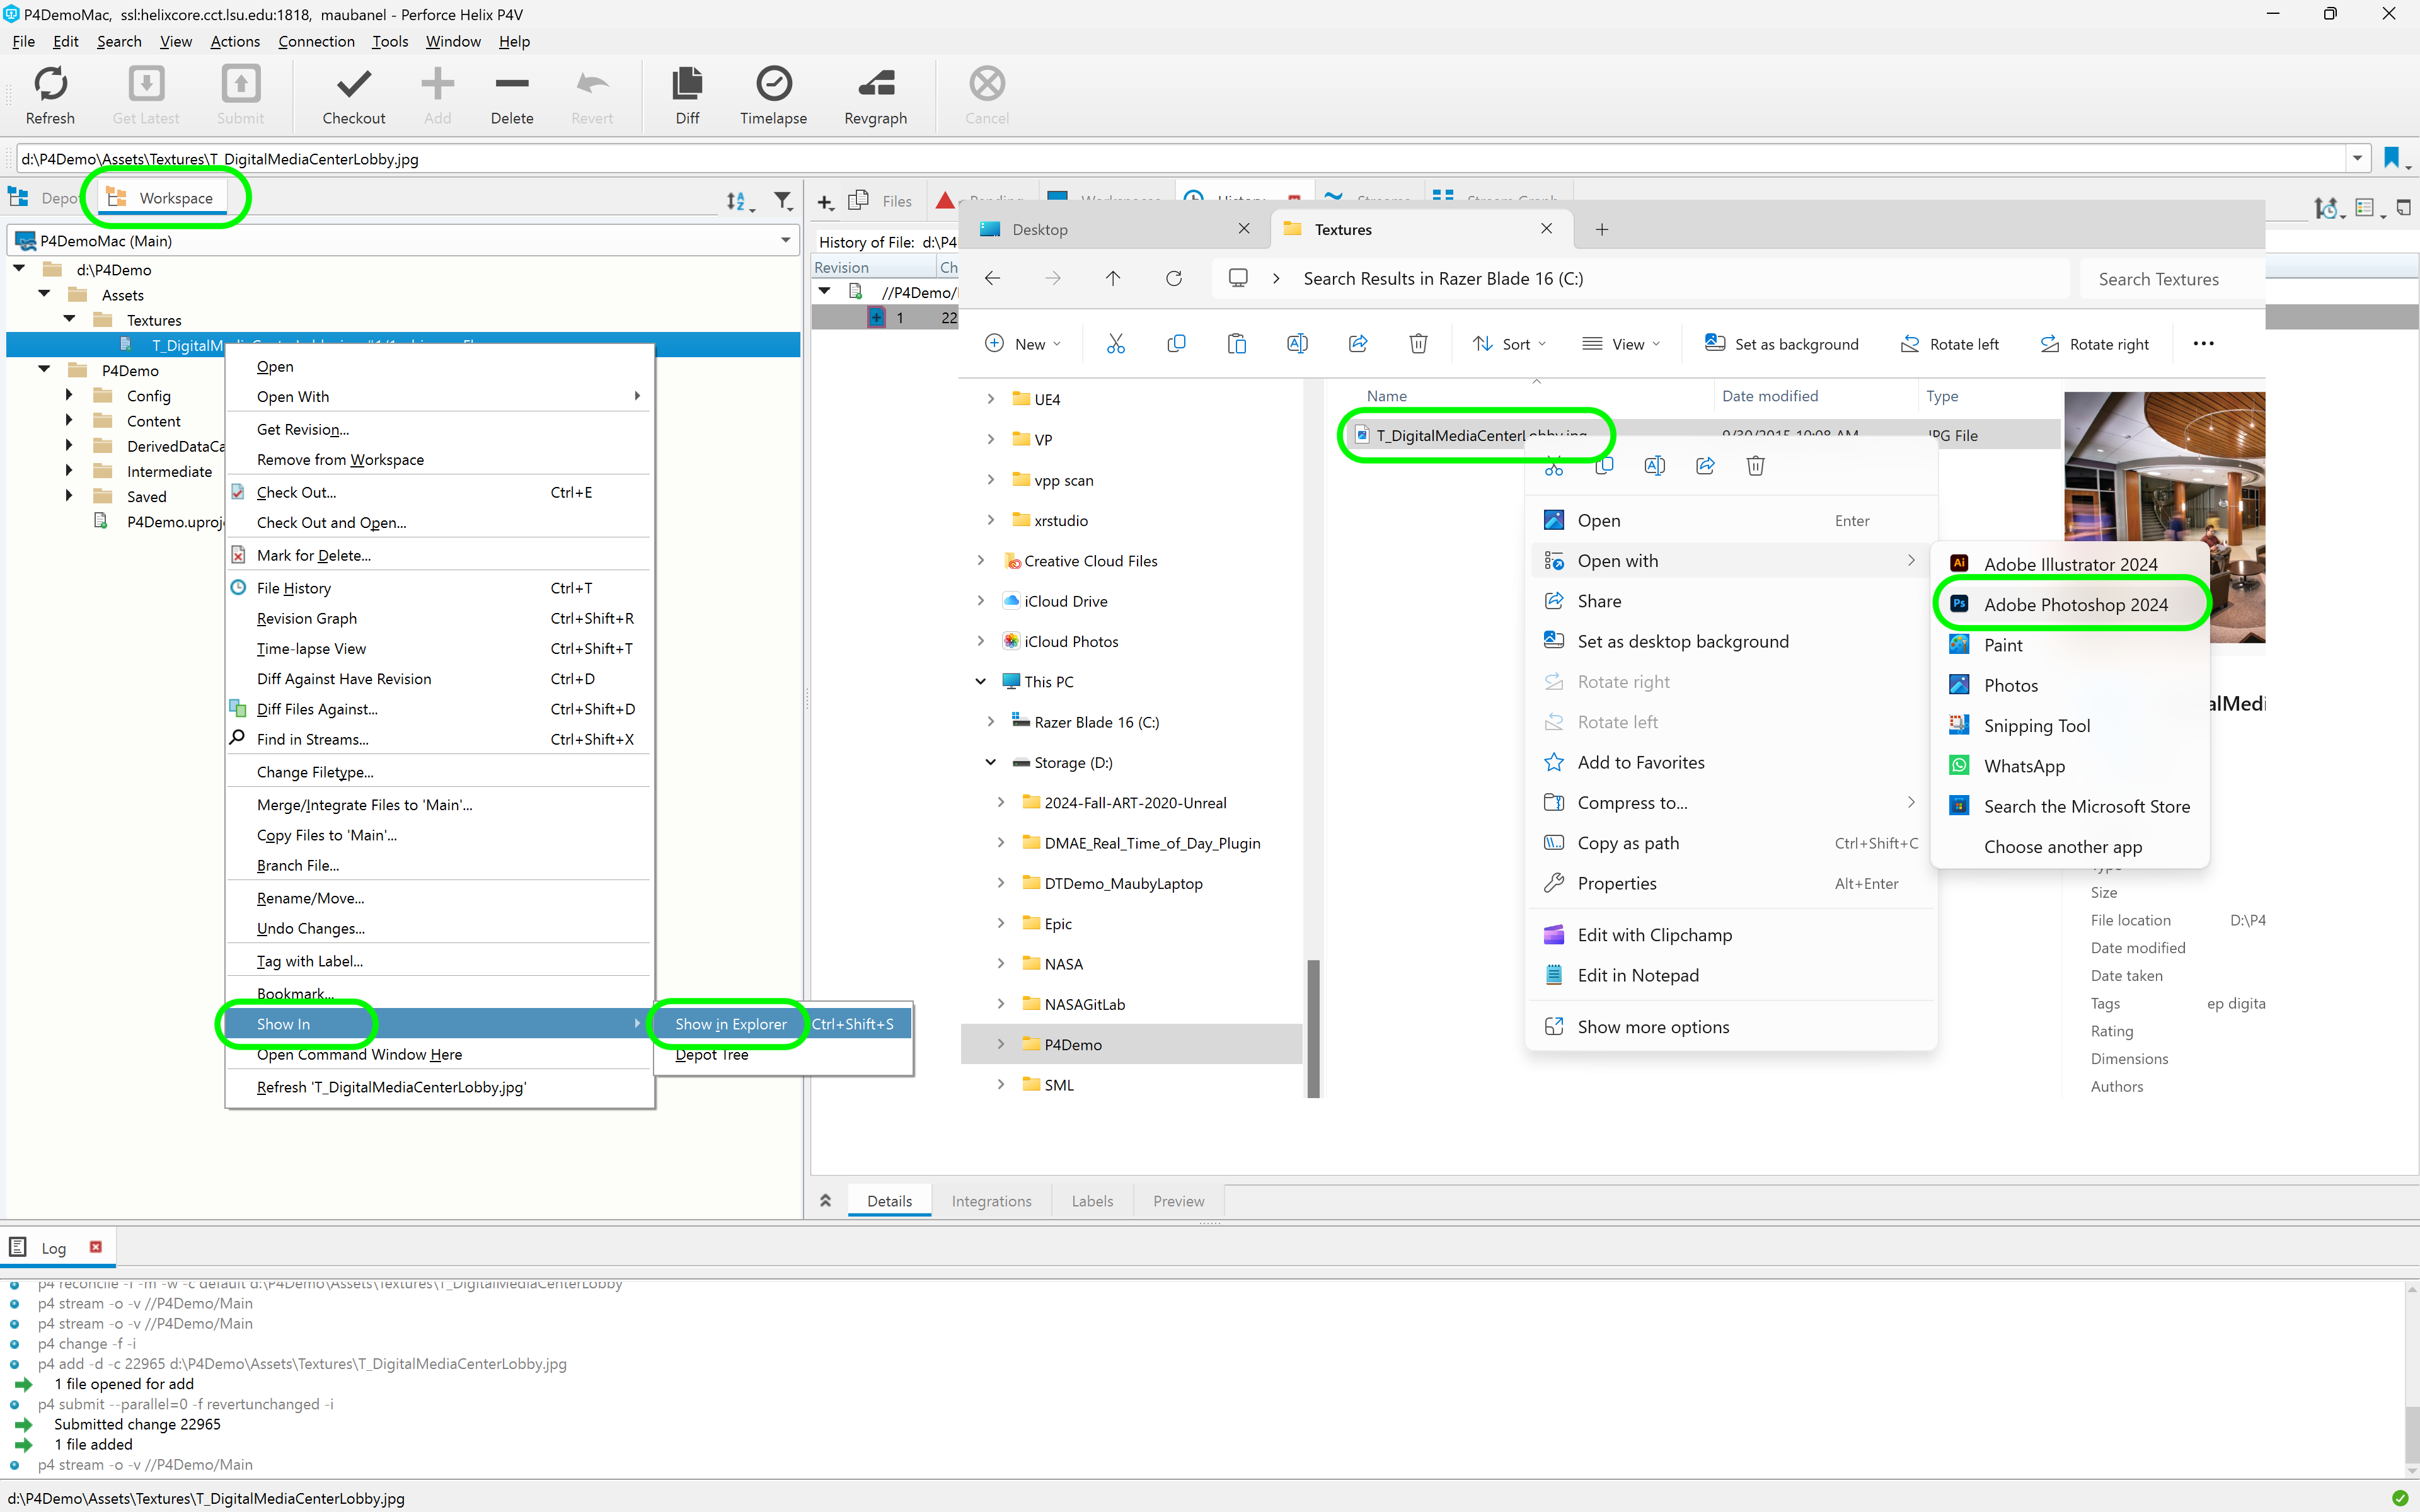 P4DemoMac, ssl:helixcore.cct.lsu.edu:1818, maubanel - Perforce Helix P4V
File Edit Search View Actions Connection Tools Window Help
Refresh Get Latest Submit Checkout Add Delete Revert Diff Timelapse Revgraph Cancel
d:\P4Demo\Assets\Textures\T_DigitalMediaCenterLobby.jpg
Depot Workspace
P4DemoMac (Main)
d:\P4Demo
Assets
Textures
T_DigitalM
P4Demo
Config
Content
DerivedDataCa
Intermediate
Saved
P4Demo.uproj
Open
Open With
Get Revision...
Remove from Workspace
Check Out... Ctrl+E
Check Out and Open...
Mark for Delete...
File History Ctrl+T
Revision Graph Ctrl+Shift+R
Time-lapse View Ctrl+Shift+T
Diff Against Have Revision Ctrl+D
Diff Files Against... Ctrl+Shift+D
Find in Streams... Ctrl+Shift+X
Change Filetype...
Merge/Integrate Files to 'Main'...
Copy Files to 'Main'...
Branch File...
Rename/Move...
Undo Changes...
Tag with Label...
Bookmark...
Show In
Open Command Window Here
Refresh 'T_DigitalMediaCenterLobby.jpg'
Show in Explorer Ctrl+Shift+S
Depot Tree
Files Pending Workspaces History Streams Stream Graph
History of File: d:\P4
Revision Ch
//P4Demo/
1 22
Desktop
Textures
Search Results in Razer Blade 16 (C:)
Search Textures
New Sort View Set as background Rotate left Rotate right
UE4
VP
vpp scan
xrstudio
Creative Cloud Files
iCloud Drive
iCloud Photos
This PC
Razer Blade 16 (C:)
Storage (D:)
2024-Fall-ART-2020-Unreal
DMAE_Real_Time_of_Day_Plugin
DTDemo_MaubyLaptop
Epic
NASA
NASAGitLab
P4Demo
SML
Name Date modified Type
T_DigitalMediaCenterLobby.jpg 9/30/2015 10:08 AM JPG File
Open Enter
Open with
Share
Set as desktop background
Rotate right
Rotate left
Add to Favorites
Compress to...
Copy as path Ctrl+Shift+C
Properties Alt+Enter
Edit with Clipchamp
Edit in Notepad
Show more options
Adobe Illustrator 2024
Adobe Photoshop 2024
Paint
Photos
Snipping Tool
WhatsApp
Search the Microsoft Store
Choose another app
alMedi
Type
Size
File location D:\P4
Date modified
Date taken
Tags ep digita
Rating
Dimensions
Authors
Details Integrations Labels Preview
Log
p4 reconcile -f -m -w -c default d:\P4Demo\Assets\Textures\T_DigitalMediaCenterLobby
p4 stream -o -v //P4Demo/Main
p4 stream -o -v //P4Demo/Main
p4 change -f -i
p4 add -d -c 22965 d:\P4Demo\Assets\Textures\T_DigitalMediaCenterLobby.jpg
1 file opened for add
p4 submit --parallel=0 -f revertunchanged -i
Submitted change 22965
1 file added
p4 stream -o -v //P4Demo/Main
d:\P4Demo\Assets\Textures\T_DigitalMediaCenterLobby.jpg